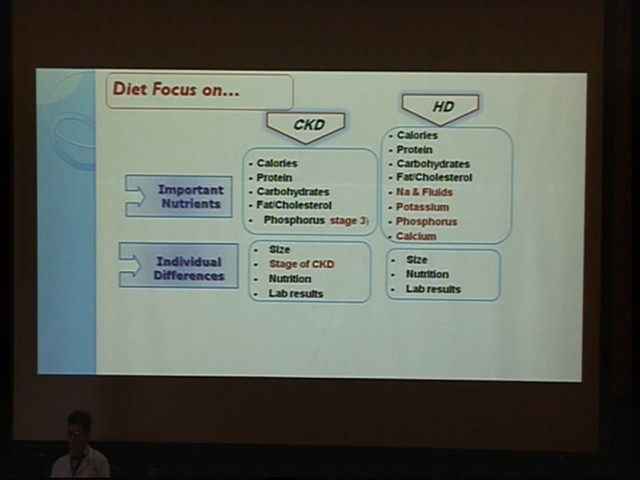 Diet Focus on...
CKD
HD
Important
Nutrients
- Calories
- Protein
- Carbohydrates
- Fat/Cholesterol
- Phosphorus stage 3)
- Calories
- Protein
- Carbohydrates
- Fat/Cholesterol
- Na & Fluids
- Potassium
- Phosphorus
- Calcium
Individual
Differences
- Size
- Stage of CKD
- Nutrition
- Lab results
- Size
- Nutrition
- Lab results